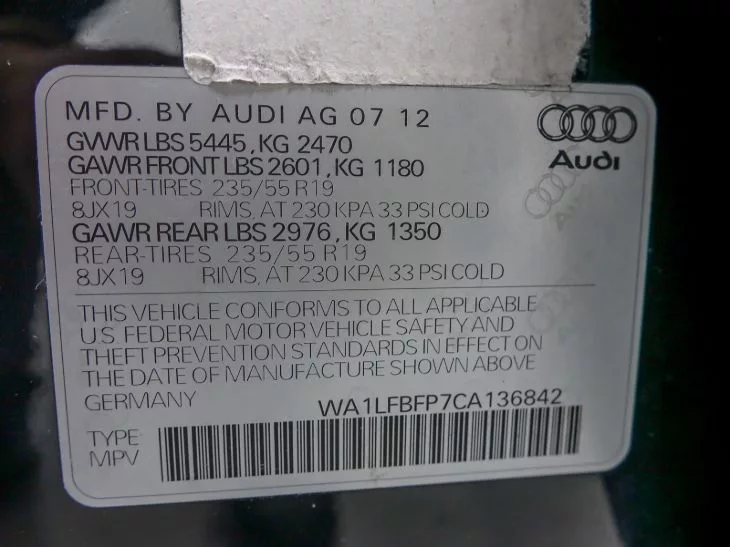 MFD. BY AUDI AG 07 12
GVWR LBS 5445, KG 2470
GAWR FRONT LBS 2601, KG 1180
FRONT-TIRES 235/55 R19
8JX19 RIMS, AT 230 KPA 33 PSI COLD
GAWR REAR LBS 2976, KG 1350
REAR-TIRES 235/55 R19
8JX19 RIMS, AT 230 KPA 33 PSI COLD
Audi
THIS VEHICLE CONFORMS TO ALL APPLICABLE
U.S. FEDERAL MOTOR VEHICLE SAFETY AND
THEFT PREVENTION STANDARDS IN EFFECT ON
THE DATE OF MANUFACTURE SHOWN ABOVE
GERMANY WA1LFBFP7CA136842
TYPE
MPV